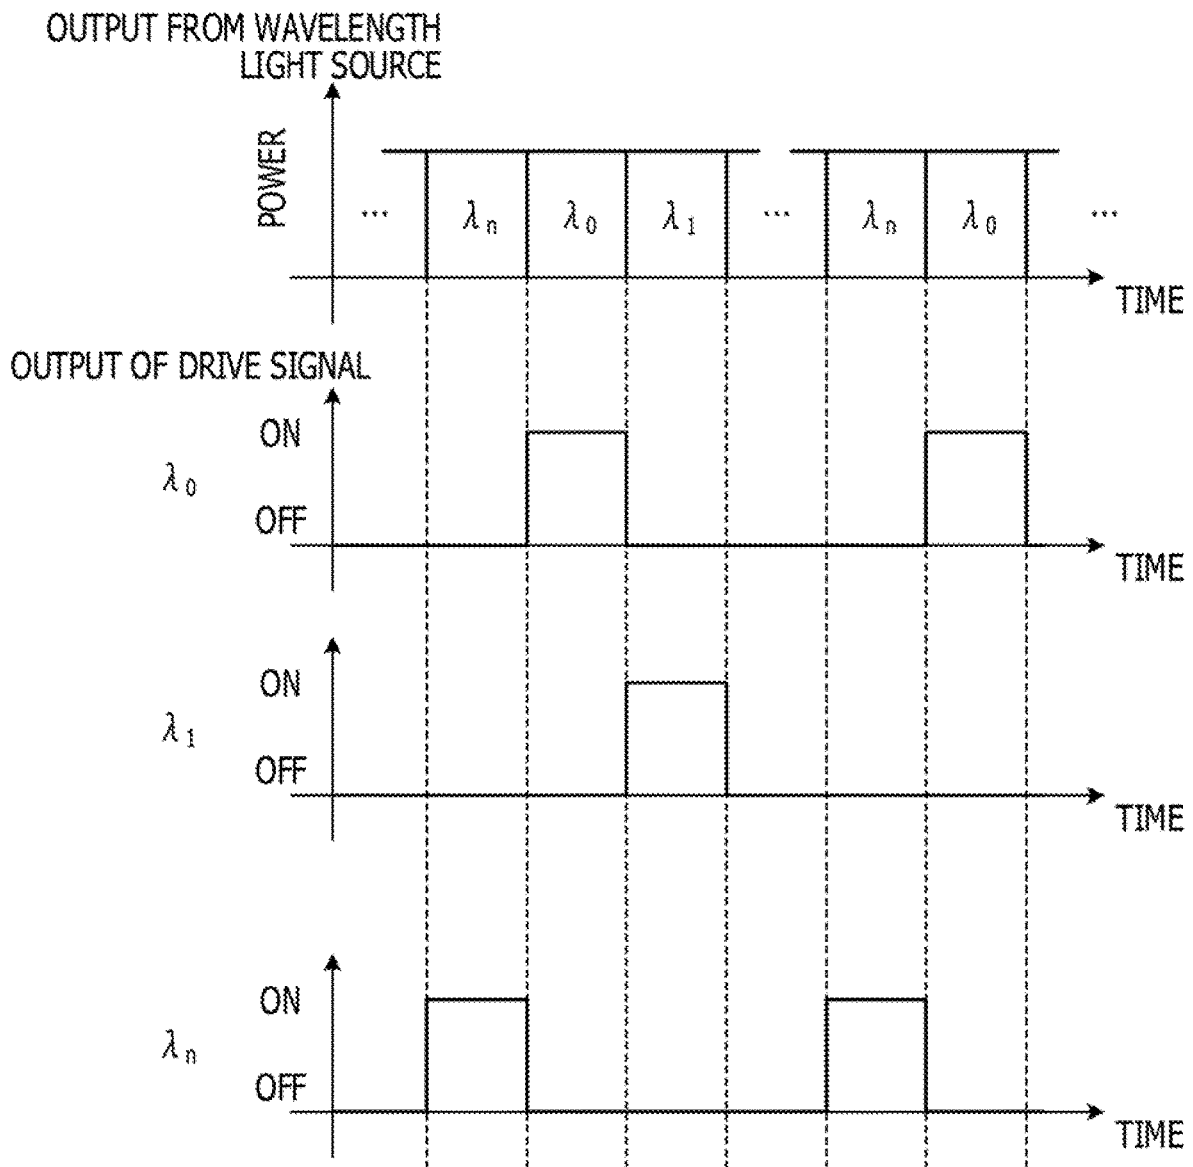 OUTPUT FROM WAVELENGTH
LIGHT SOURCE
POWER
... λn λ0 λ1 ... λn λ0 ...
TIME
OUTPUT OF DRIVE SIGNAL
ON
λ0
OFF
TIME
ON
λ1
OFF
TIME
ON
λn
OFF
TIME